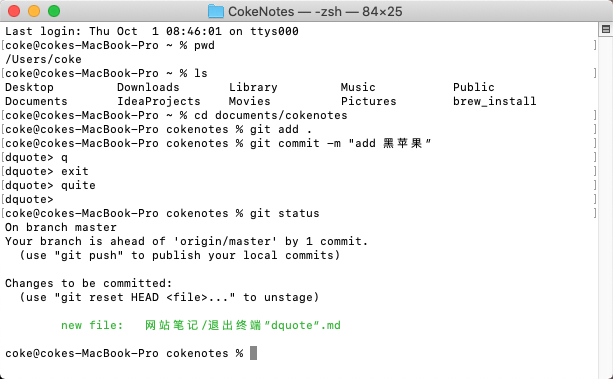 CokeNotes — -zsh — 84×25
Last login: Thu Oct  1 08:46:01 on ttys000
[coke@cokes-MacBook-Pro ~ % pwd ]
/Users/coke
[coke@cokes-MacBook-Pro ~ % ls ]
Desktop Downloads Library Music Public
Documents IdeaProjects Movies Pictures brew_install
[coke@cokes-MacBook-Pro ~ % cd documents/cokenotes ]
[coke@cokes-MacBook-Pro cokenotes % git add . ]
[coke@cokes-MacBook-Pro cokenotes % git commit -m "add 黑苹果” ]
[dquote> q ]
[dquote> exit ]
[dquote> quite ]
[dquote> ]
[coke@cokes-MacBook-Pro cokenotes % git status ]
On branch master
Your branch is ahead of 'origin/master' by 1 commit.
  (use "git push" to publish your local commits)
Changes to be committed:
  (use "git reset HEAD <file>..." to unstage)
new file:   网站笔记/退出终端”dquote”.md
coke@cokes-MacBook-Pro cokenotes %